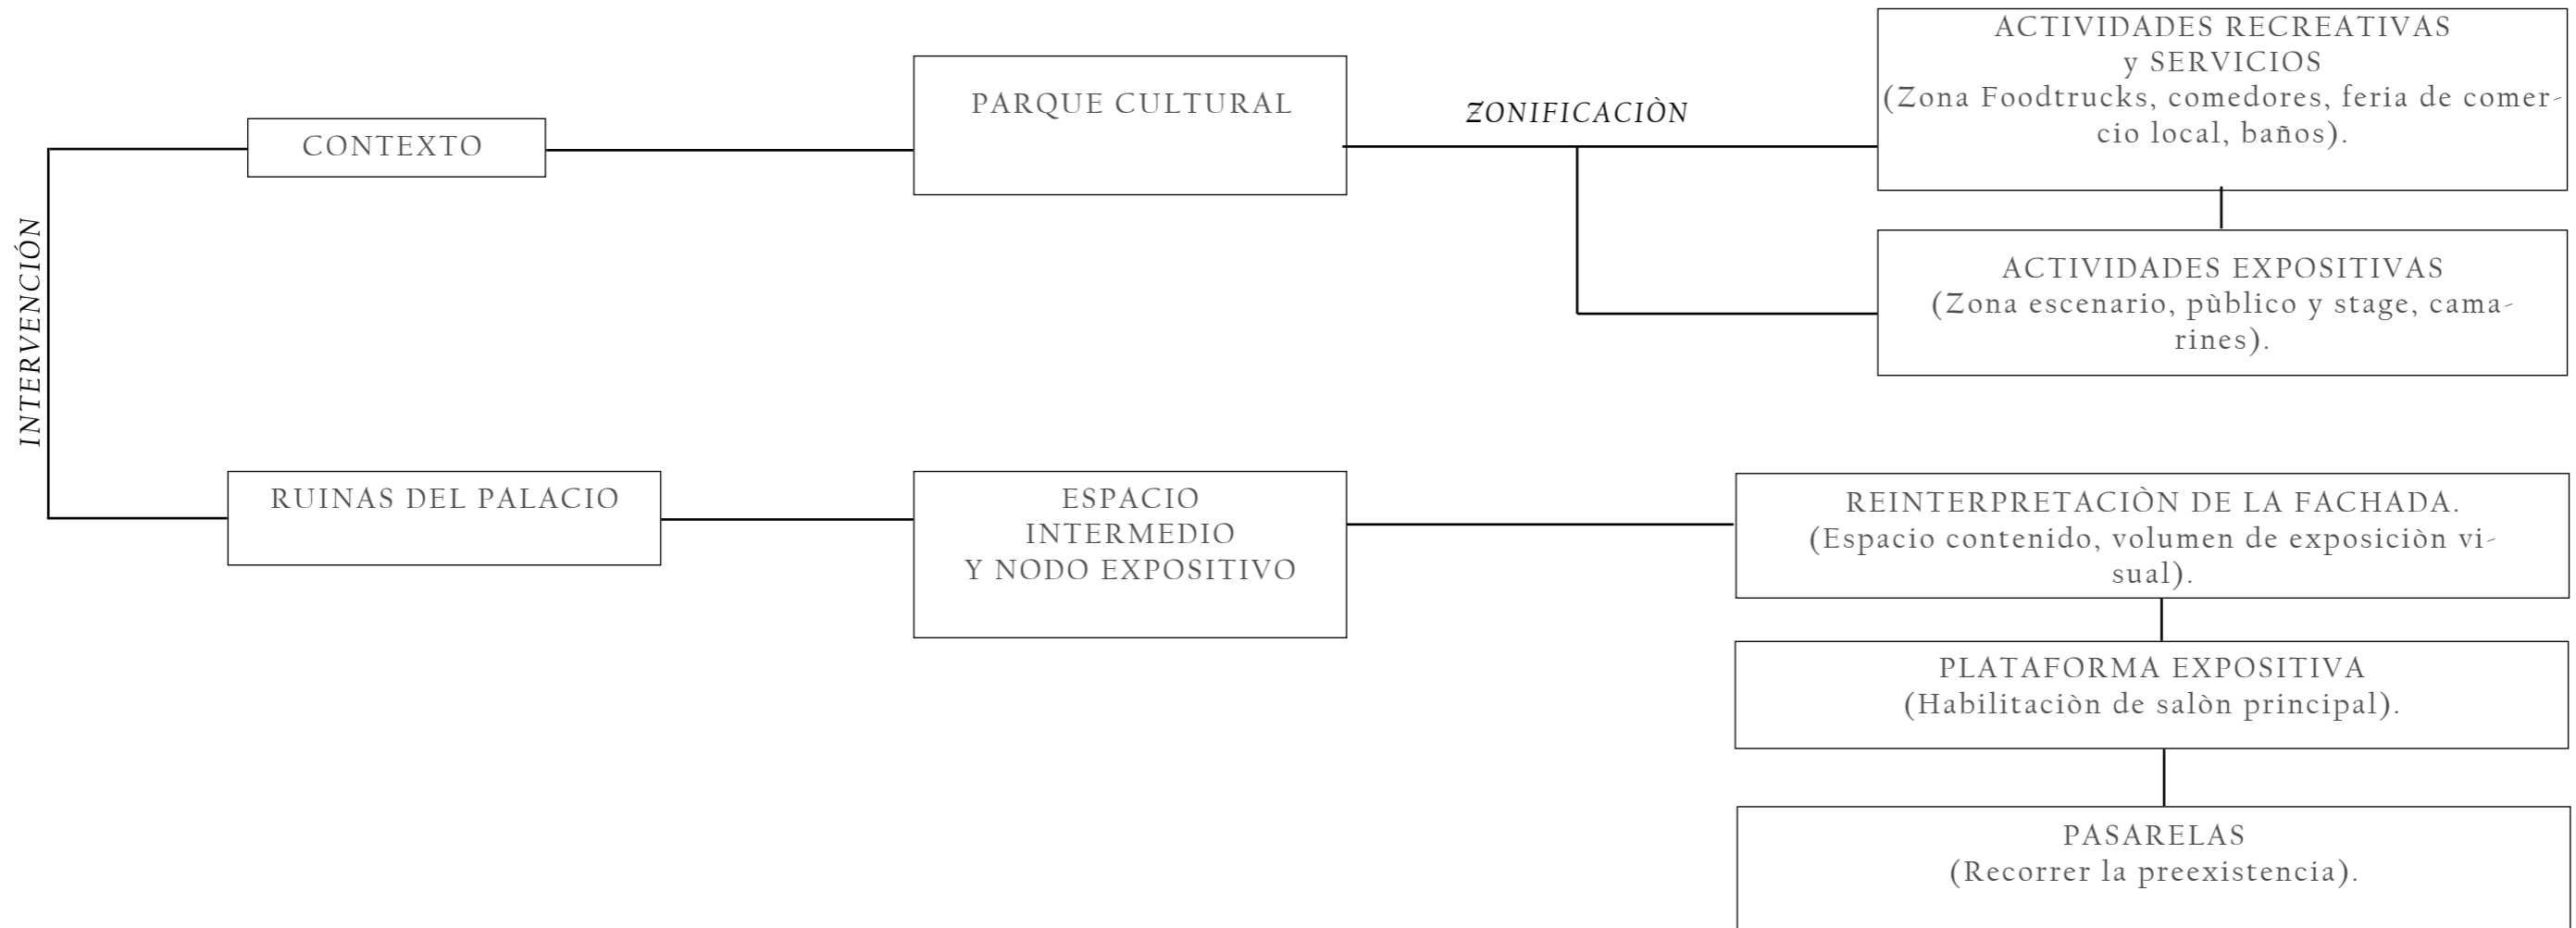 ACTIVIDADES RECREATIVAS
y SERVICIOS
(Zona Foodtrucks, comedores, feria de comer-
cio local, baños).
PARQUE CULTURAL
ZONIFICACIÒN
CONTEXTO
INTERVENCIÓN
ACTIVIDADES EXPOSITIVAS
(Zona escenario, pùblico y stage, cama-
rines).
RUINAS DEL PALACIO
ESPACIO
INTERMEDIO
Y NODO EXPOSITIVO
REINTERPRETACIÒN DE LA FACHADA.
(Espacio contenido, volumen de exposiciòn vi-
sual).
PLATAFORMA EXPOSITIVA
(Habilitaciòn de salòn principal).
PASARELAS
(Recorrer la preexistencia).